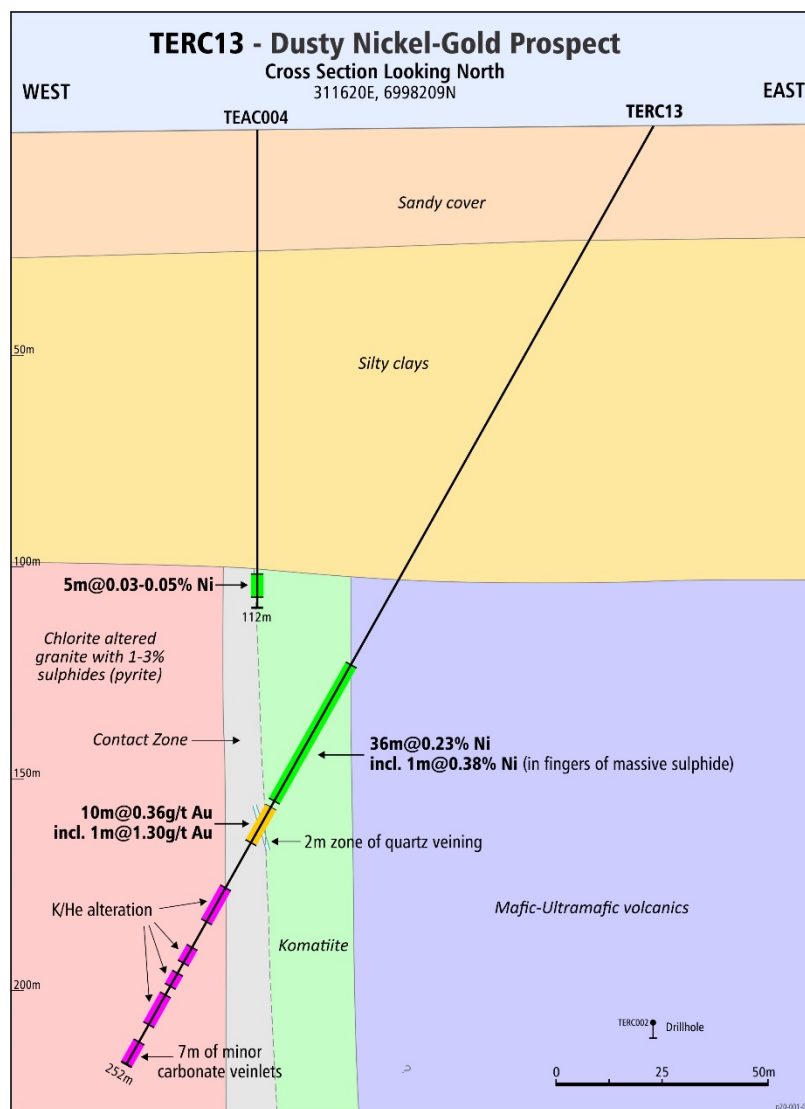 TERC13 - Dusty Nickel-Gold Prospect
Cross Section Looking North
311620E, 6998209N
WEST
EAST
TEAC004
TERC13
Sandy cover
50m
Silty clays
100m
5m@0.03-0.05% Ni
112m
Chlorite altered
granite with 1-3%
sulphides (pyrite)
Contact Zone
36m@0.23% Ni
incl. 1m@0.38% Ni (in fingers of massive sulphide)
150m
10m@0.36g/t Au
incl. 1m@1.30g/t Au
2m zone of quartz veining
K/He alteration
Mafic-Ultramafic volcanics
Komatiite
200m
TERC002
Drillhole
7m of minor
carbonate veinlets
252m
?
0 25 50m